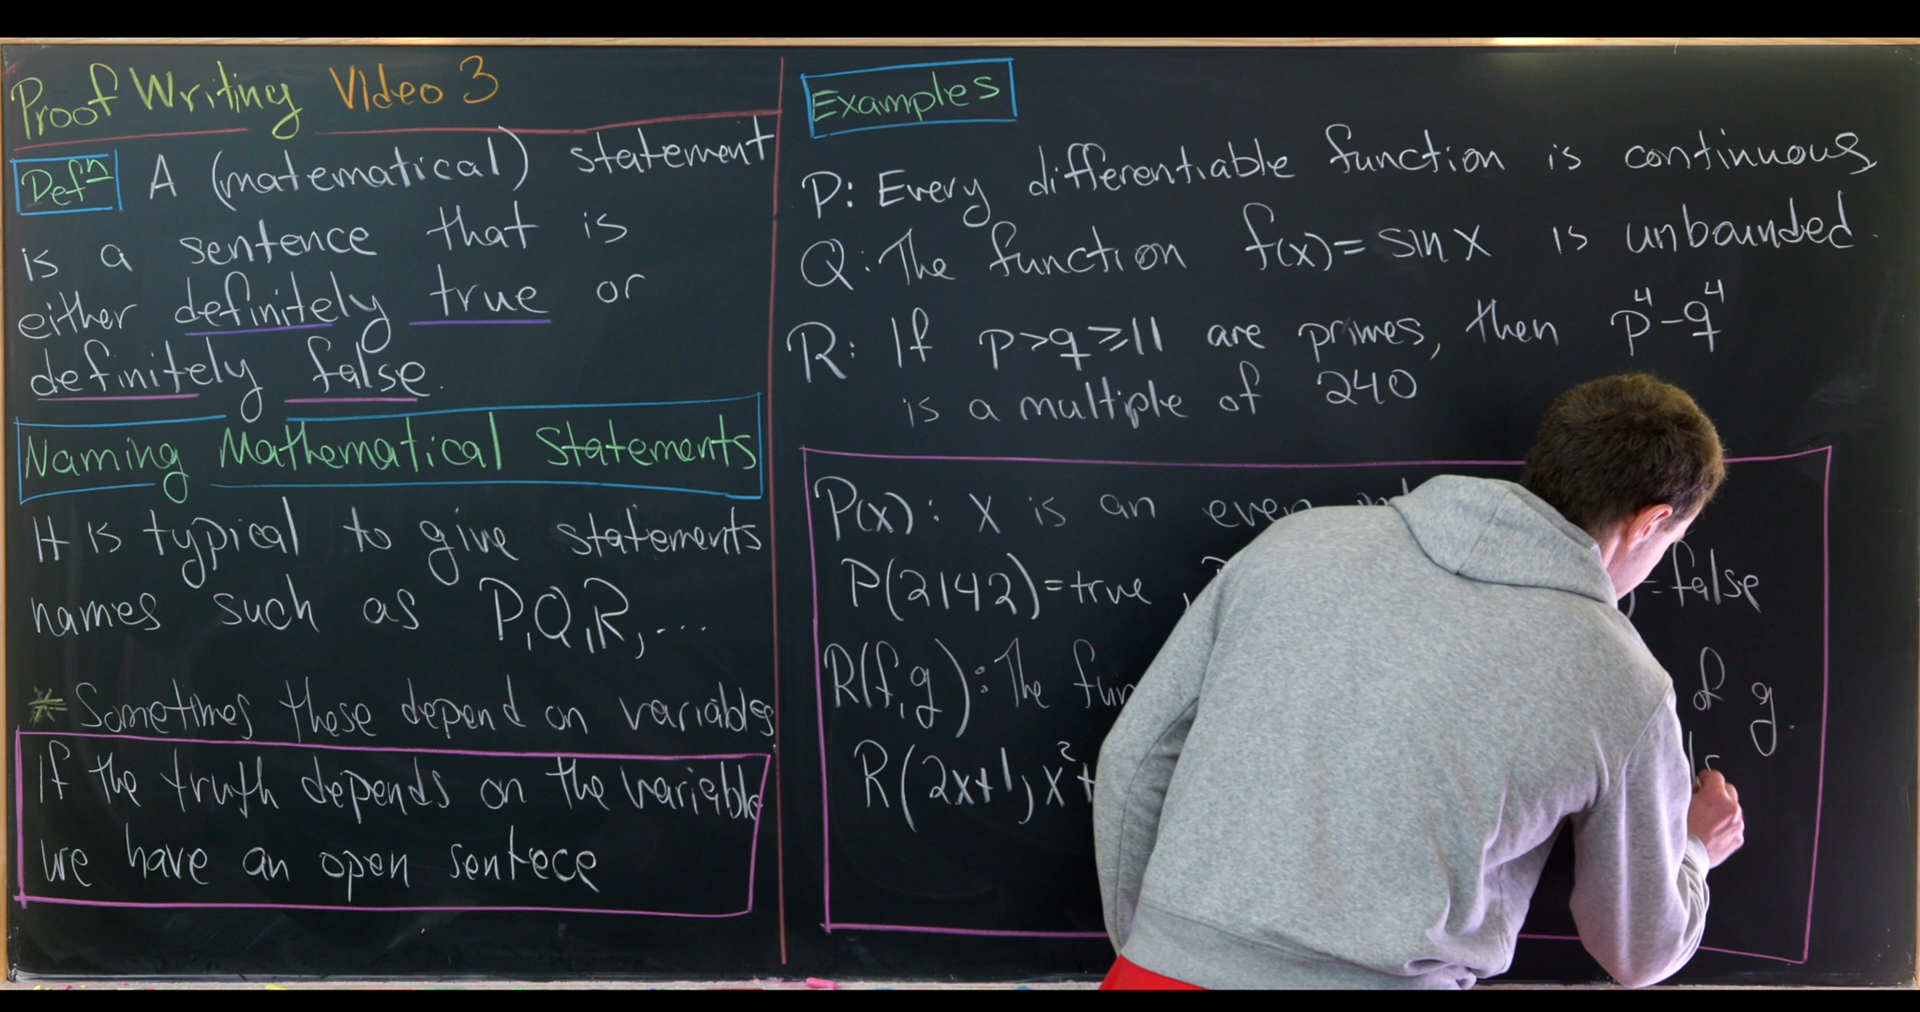 Proof Writing Video 3
Defⁿ A (matematical) statement
is a sentence that is
either definitely true or
definitely false.
Naming Mathematical Statements
It is typical to give statements
names such as P,Q,R,...
* Sometimes these depend on variables
If the truth depends on the variable
we have an open sentece
Examples
P: Every differentiable function is continuous
Q: The function f(x)=sin x is unbounded.
R: If p>q≥11 are primes, then p⁴-q⁴
is a multiple of 240
P(x): x is an even
P(2142)=true, )=false
R(f,g): The of g.
R(2x+1, x²+